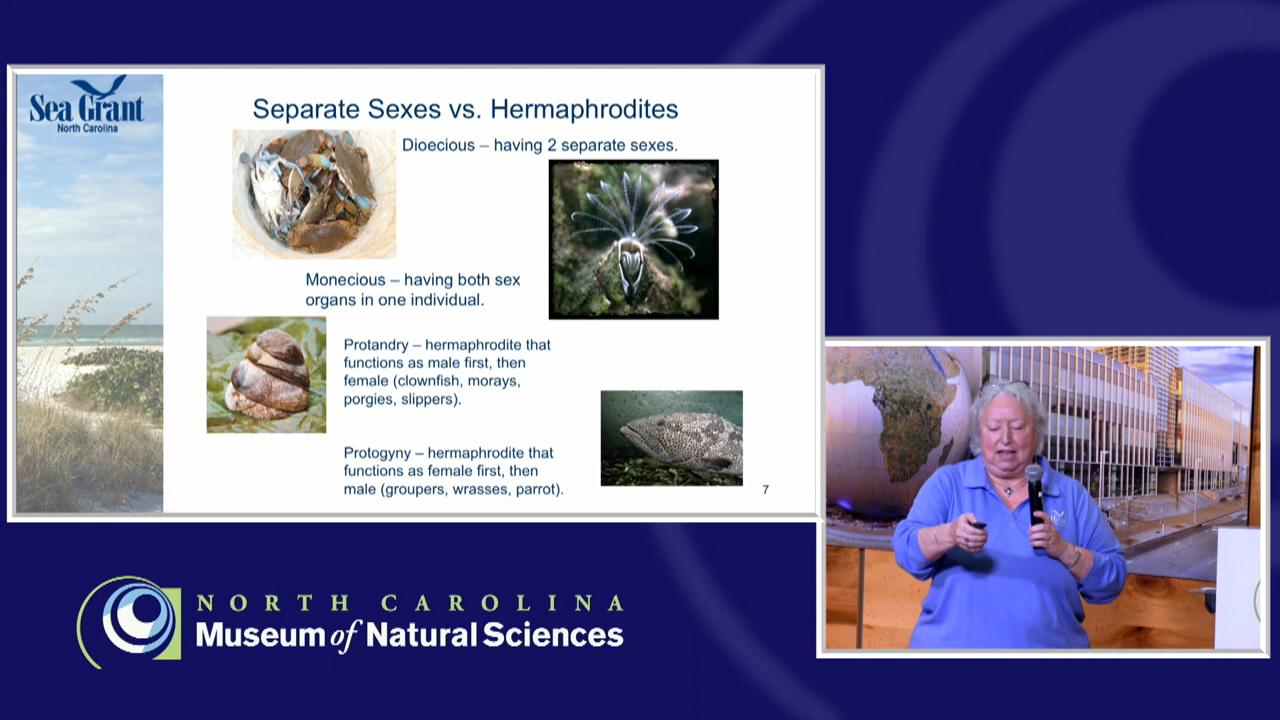 Sea Grant
North Carolina
Separate Sexes vs. Hermaphrodites
Dioecious – having 2 separate sexes.
Monecious – having both sex
organs in one individual.
Protandry – hermaphrodite that
functions as male first, then
female (clownfish, morays,
porgies, slippers).
Protogyny – hermaphrodite that
functions as female first, then
male (groupers, wrasses, parrot).
7
NORTH CAROLINA
Museum of Natural Sciences